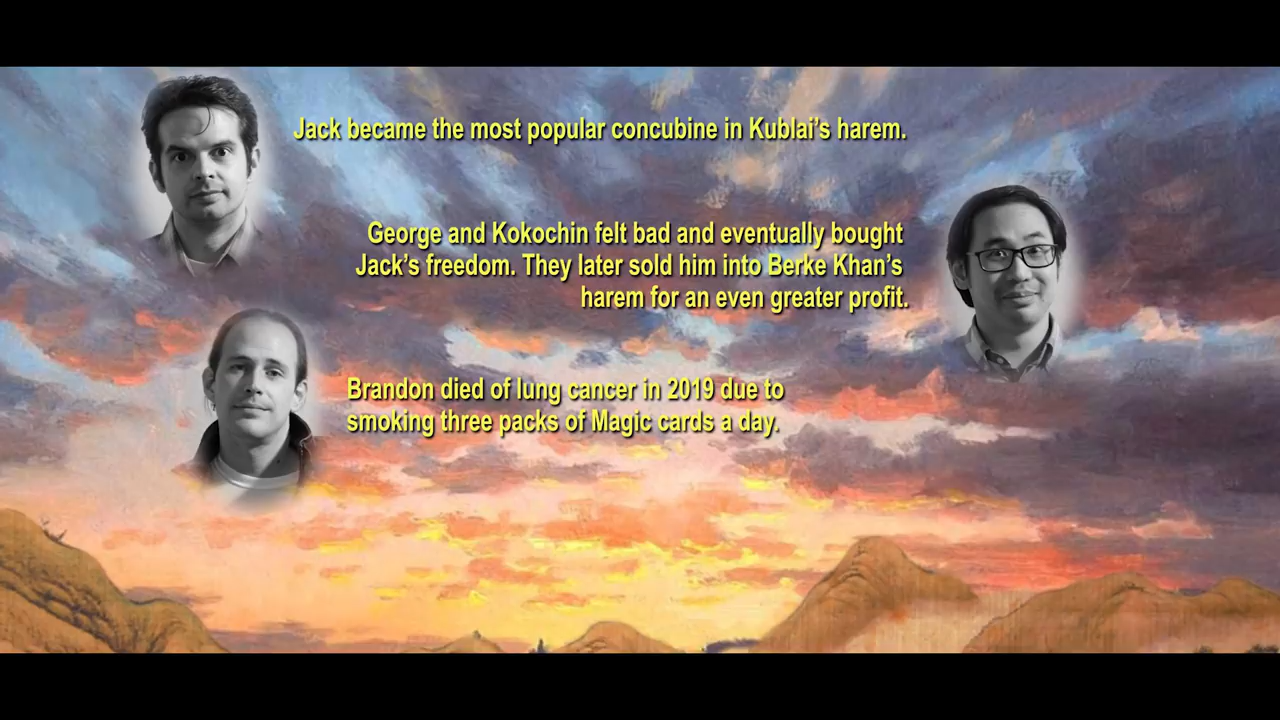 Jack became the most popular concubine in Kublai's harem.
George and Kokochin felt bad and eventually bought
Jack's freedom. They later sold him into Berke Khan's
harem for an even greater profit.
Brandon died of lung cancer in 2019 due to
smoking three packs of Magic cards a day.